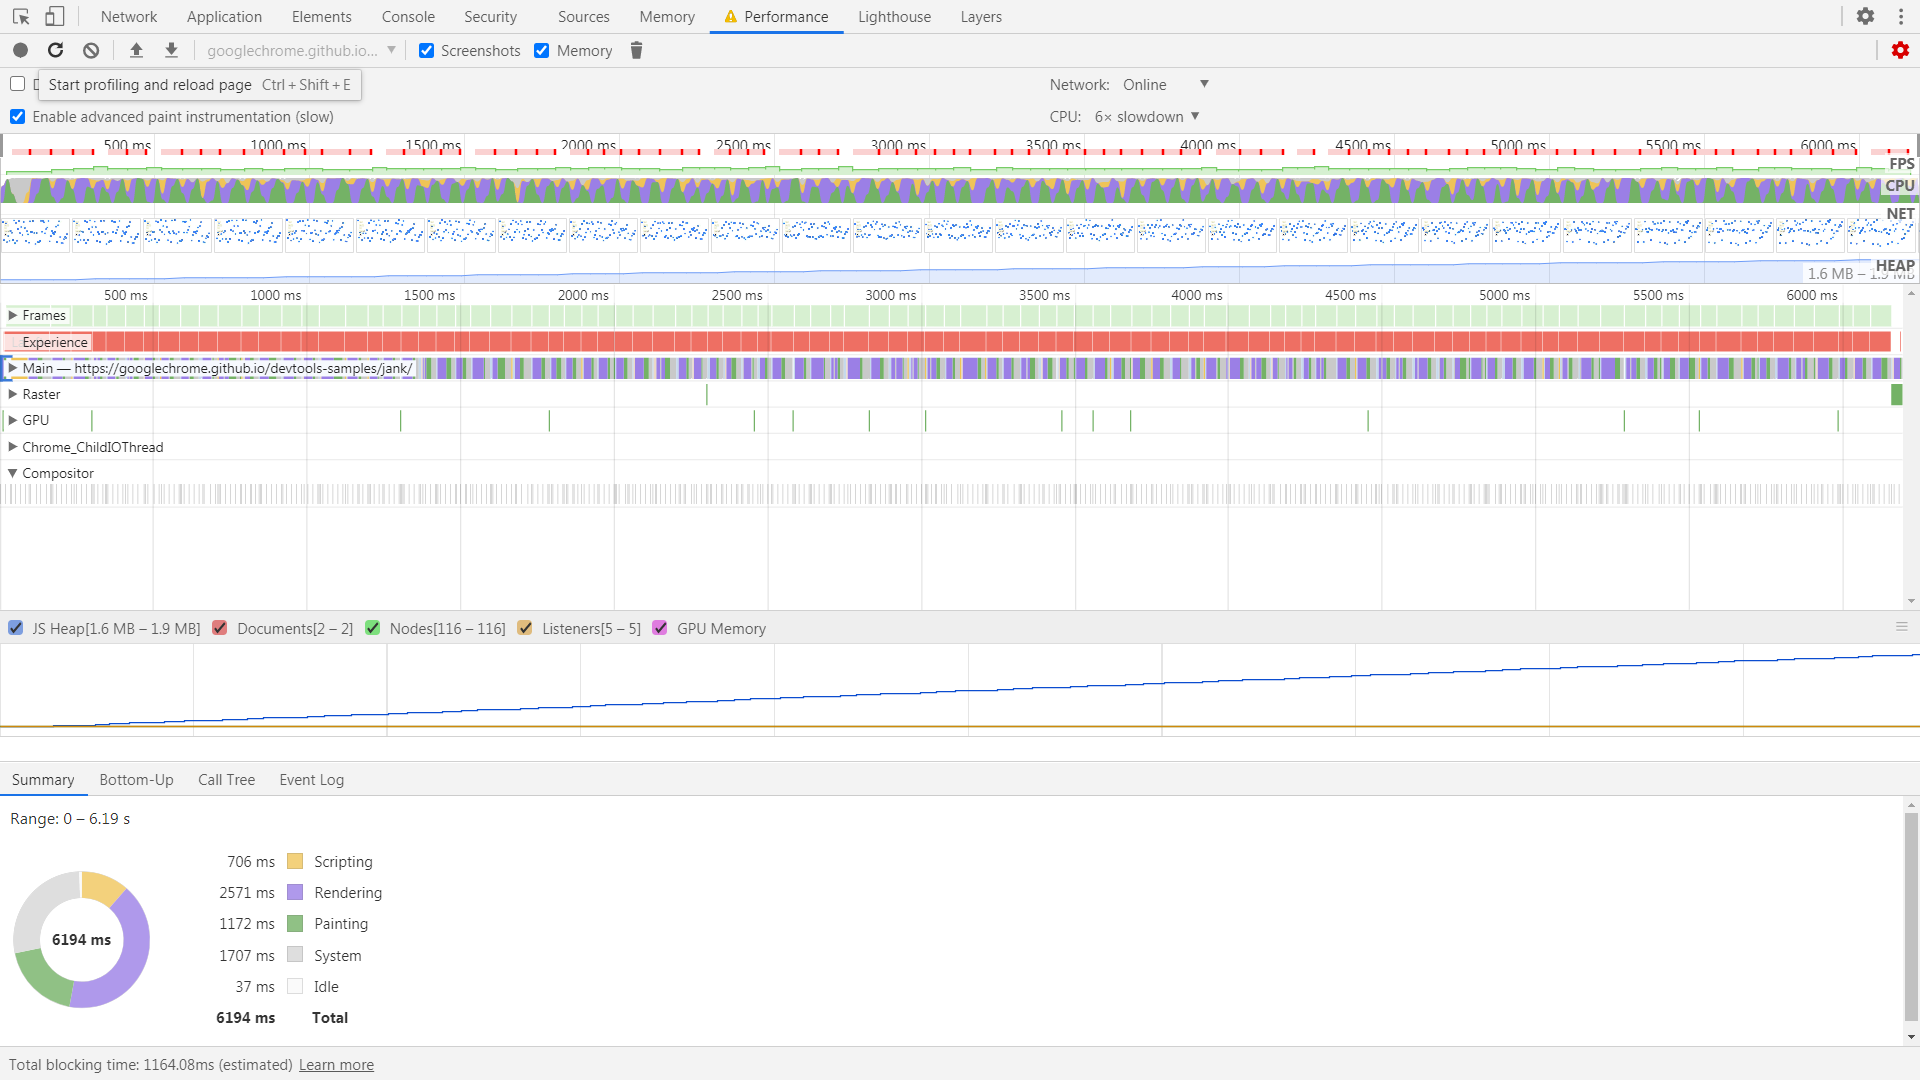 Network Application Elements Console Security Sources Memory Performance Lighthouse Layers
googlechrome.github.io... Screenshots Memory
Start profiling and reload page Ctrl + Shift + E
Network: Online
Enable advanced paint instrumentation (slow)
CPU: 6× slowdown
500 ms 1000 ms 1500 ms 2000 ms 2500 ms 3000 ms 3500 ms 4000 ms 4500 ms 5000 ms 5500 ms 6000 ms
FPS
CPU
NET
HEAP
1.6 MB – 1.9 MB
500 ms 1000 ms 1500 ms 2000 ms 2500 ms 3000 ms 3500 ms 4000 ms 4500 ms 5000 ms 5500 ms 6000 ms
Frames
Experience
Main — https://googlechrome.github.io/devtools-samples/jank/
Raster
GPU
Chrome_ChildIOThread
Compositor
JS Heap[1.6 MB – 1.9 MB] Documents[2 – 2] Nodes[116 – 116] Listeners[5 – 5] GPU Memory
Summary Bottom-Up Call Tree Event Log
Range: 0 – 6.19 s
706 ms Scripting
2571 ms Rendering
1172 ms Painting
6194 ms
1707 ms System
37 ms Idle
6194 ms Total
Total blocking time: 1164.08ms (estimated) Learn more